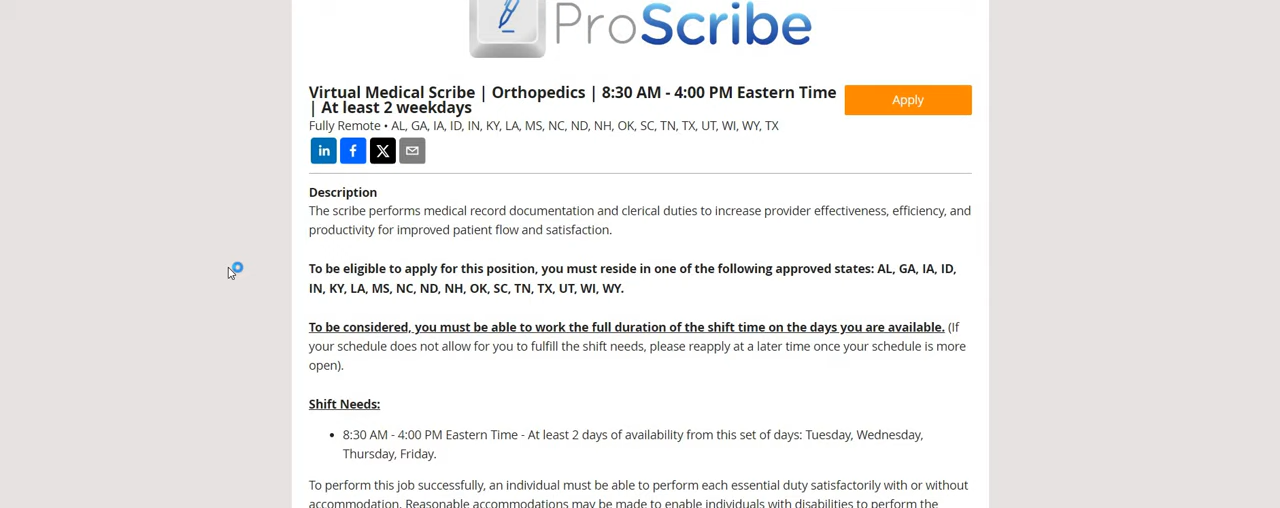 ProScribe
Virtual Medical Scribe | Orthopedics | 8:30 AM - 4:00 PM Eastern Time
| At least 2 weekdays
Apply
Fully Remote • AL, GA, IA, ID, IN, KY, LA, MS, NC, ND, NH, OK, SC, TN, TX, UT, WI, WY, TX
in f X
Description
The scribe performs medical record documentation and clerical duties to increase provider effectiveness, efficiency, and
productivity for improved patient flow and satisfaction.
To be eligible to apply for this position, you must reside in one of the following approved states: AL, GA, IA, ID,
IN, KY, LA, MS, NC, ND, NH, OK, SC, TN, TX, UT, WI, WY.
To be considered, you must be able to work the full duration of the shift time on the days you are available. (If
your schedule does not allow for you to fulfill the shift needs, please reapply at a later time once your schedule is more
open).
Shift Needs:
• 8:30 AM - 4:00 PM Eastern Time - At least 2 days of availability from this set of days: Tuesday, Wednesday,
Thursday, Friday.
To perform this job successfully, an individual must be able to perform each essential duty satisfactorily with or without
accommodation. Reasonable accommodations may be made to enable individuals with disabilities to perform the